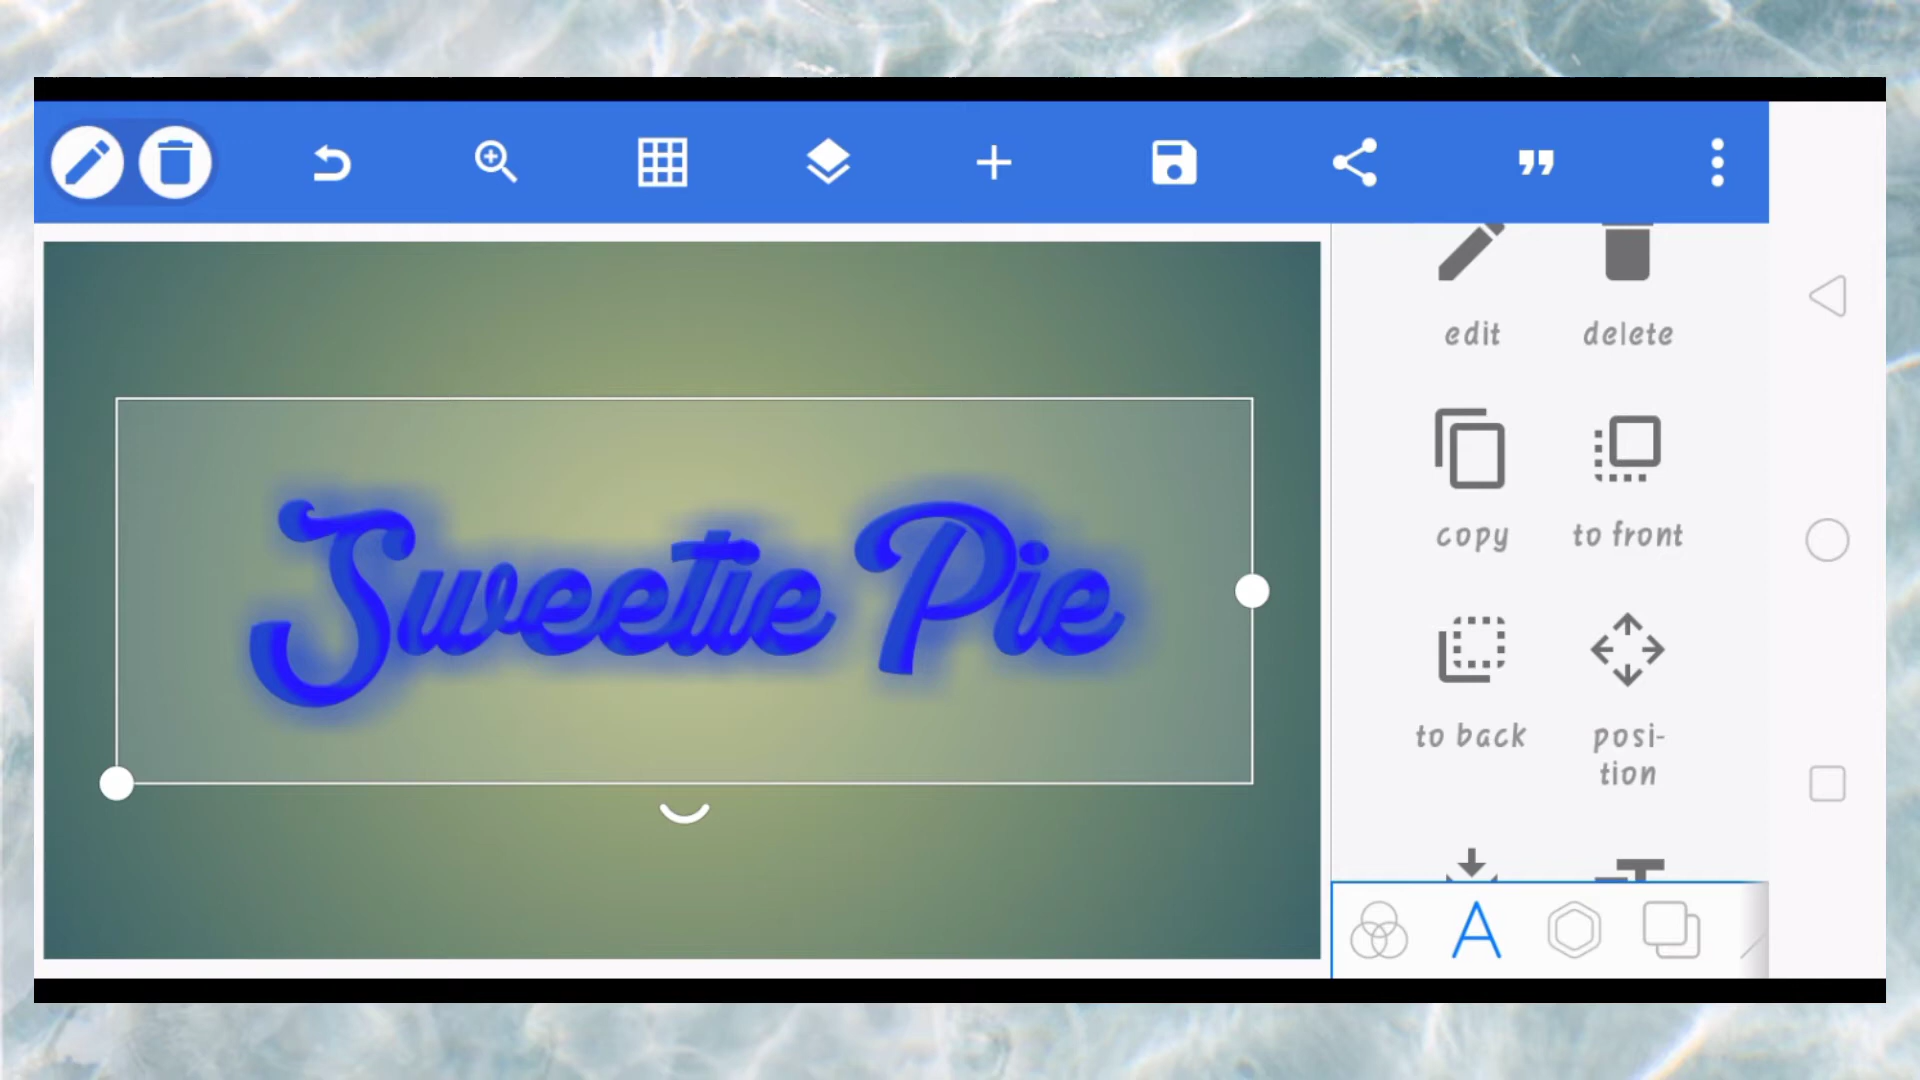 edit delete
copy to front
Sweetie Pie
to back posi-
tion